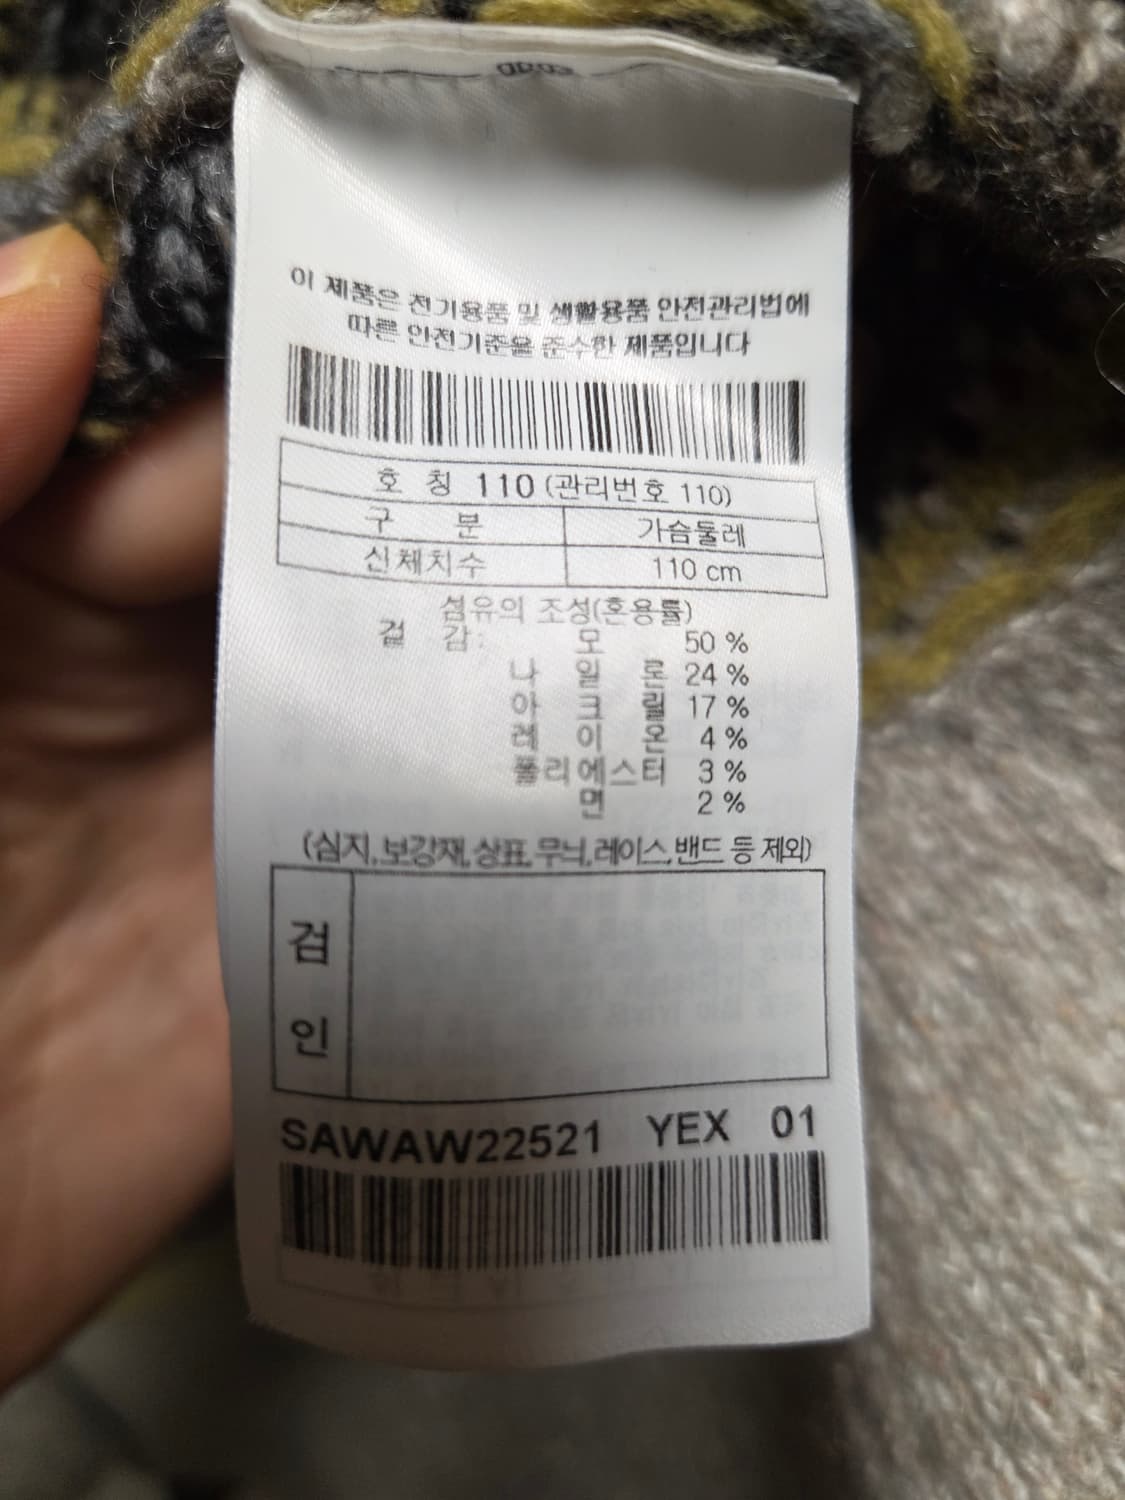 이 제품은 전기용품 및 생활용품 안전관리법에
따른 안전기준을 준수한 제품입니다
호 칭 110 (관리번호 110)
구 분 가슴둘레
신체치수 110 cm
섬유의 조성(혼용률)
겉 감: 모 50 %
나 일 론 24 %
아 크 릴 17 %
레 이 온 4 %
폴리에스터 3 %
면 2 %
(심지,보강재,상표,무늬,레이스,밴드 등 제외)
검
인
SAWAW22521 YEX 01